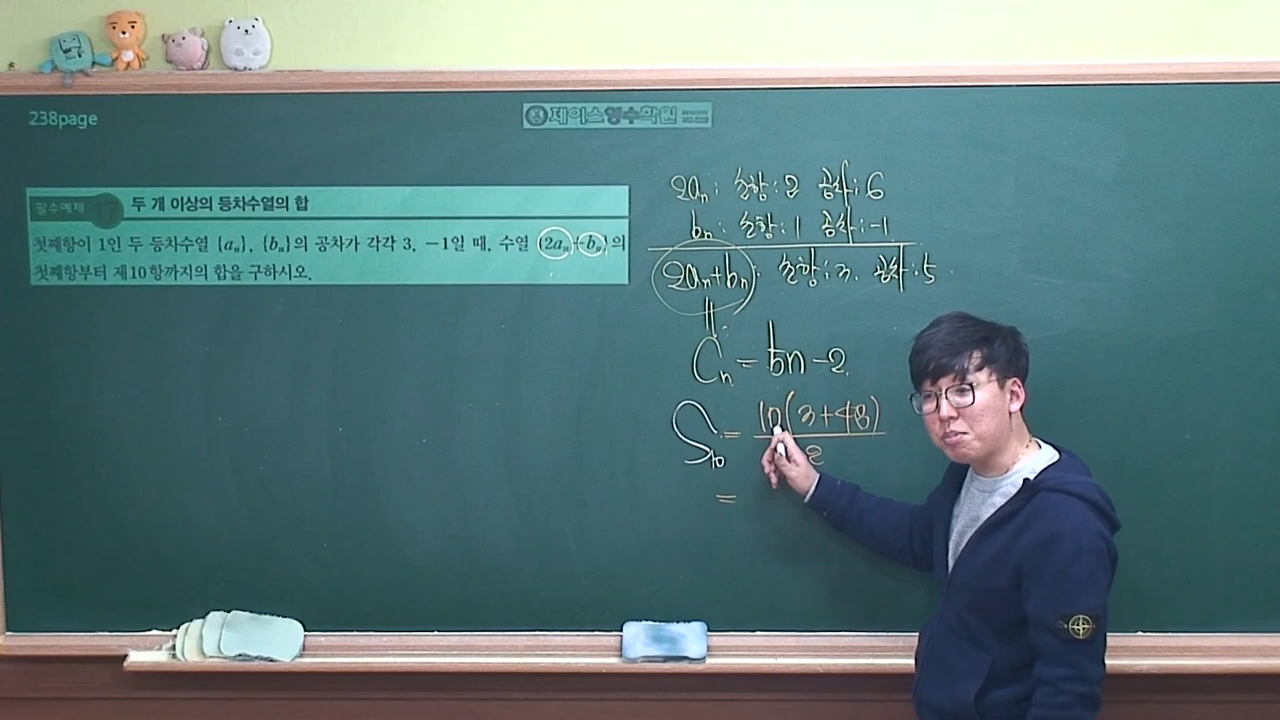 238page
제이스영수학원
필수예제
두 개 이상의 등차수열의 합
첫째항이 1인 두 등차수열 {aₙ}, {bₙ}의 공차가 각각 3, −1일 때, 수열 {2aₙ+bₙ}의
첫째항부터 제10항까지의 합을 구하시오.
2aₙ : 초항 : 2 공차 : 6
bₙ : 초항 : 1 공차 : -1
2aₙ+bₙ : 초항 : 3. 공차 : 5
||
Cₙ = 5n-2
S₁₀ = 10(3+48)
2
=